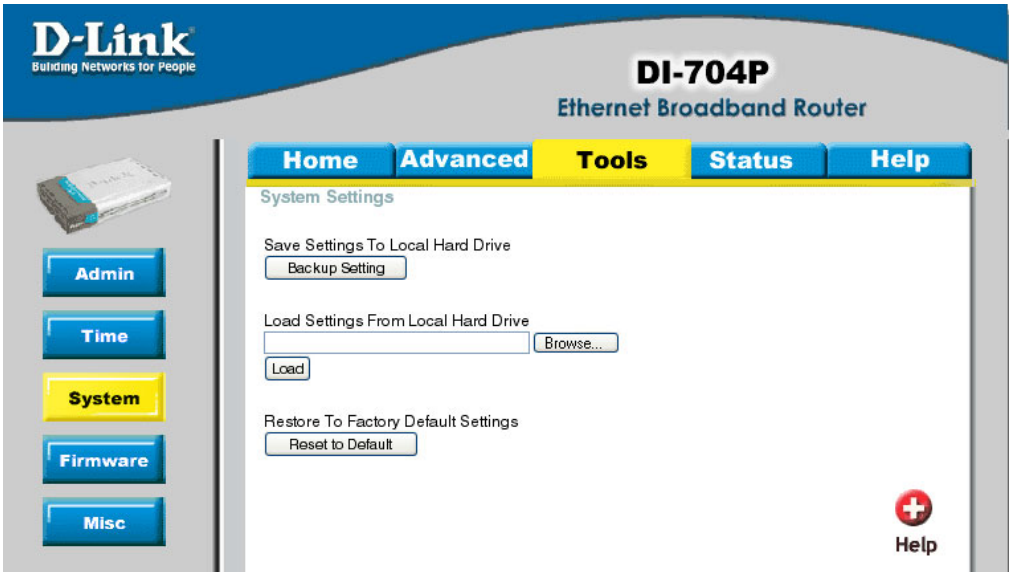 D-Link
Building Networks for People
DI-704P
Ethernet Broadband Router
Home
Advanced
Tools
Status
Help
Admin
Time
System
Firmware
Misc
System Settings
Save Settings To Local Hard Drive
Backup Setting
Load Settings From Local Hard Drive
Browse...
Load
Restore To Factory Default Settings
Reset to Default
Help